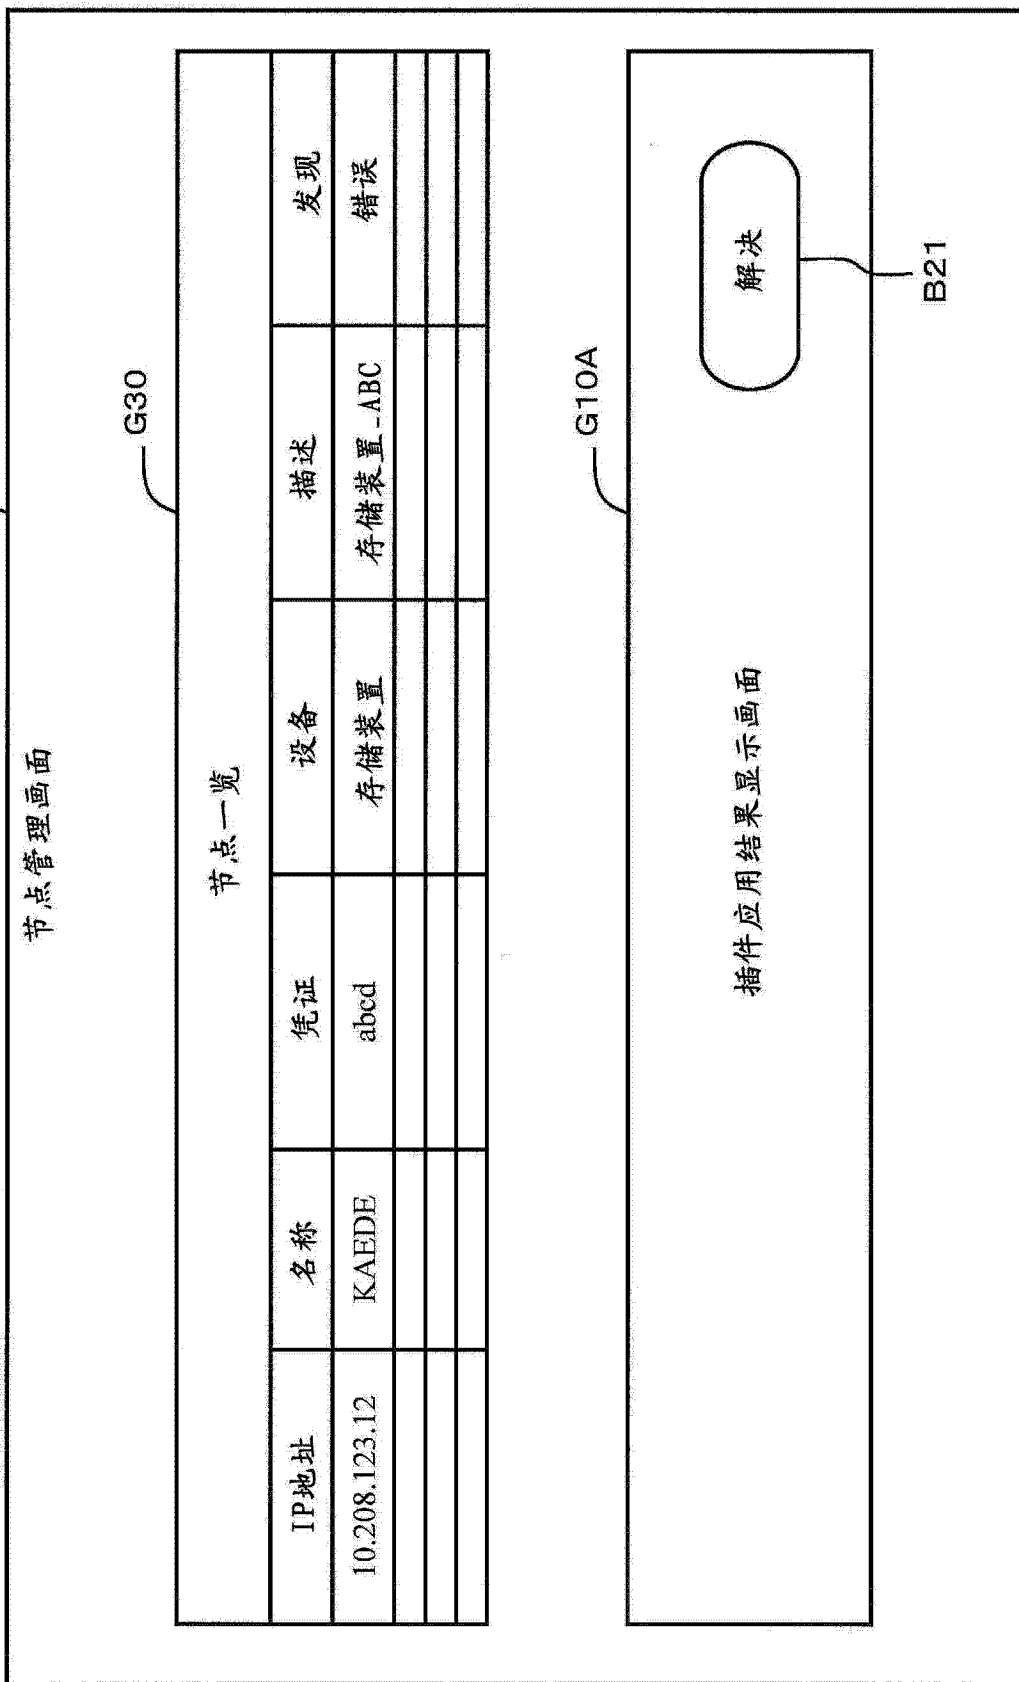 节点管理画面
G30
节点一览
IP地址 名称 凭证 设备 描述 发现
10.208.123.12 KAEDE abcd 存储装置 存储装置_ABC 错误
G10A
插件应用结果显示画面
解决
B21